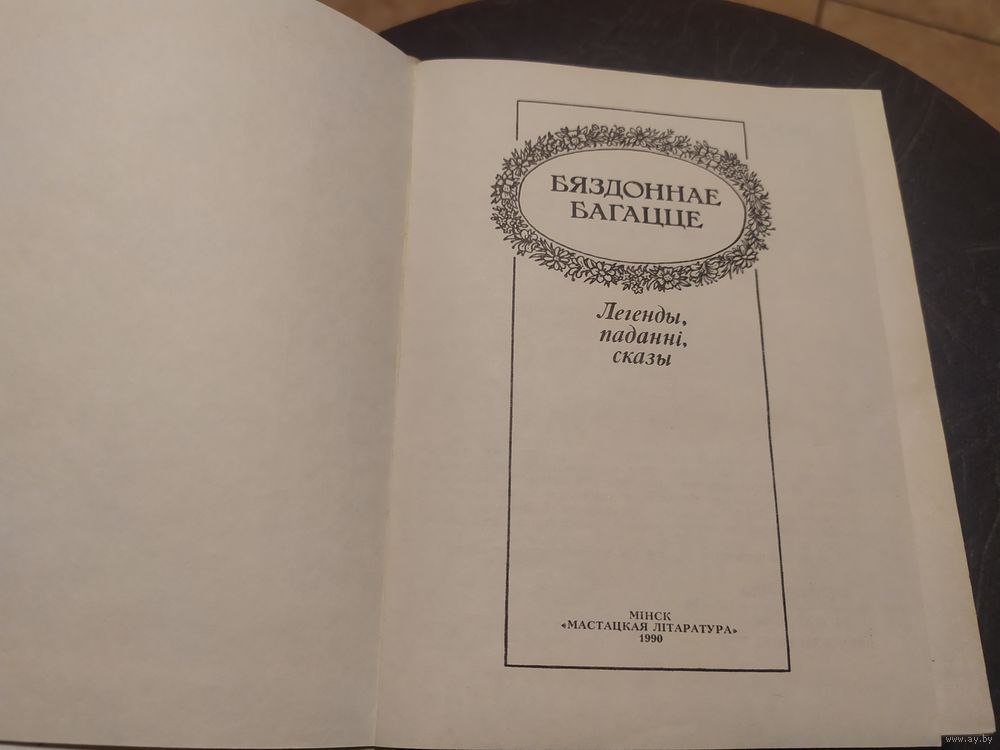 БЯЗДОННАЕ
БАГАЦЦЕ
Легенды,
паданні,
сказы
МІНСК
«МАСТАЦКАЯ ЛІТАРАТУРА»
1990
www.ay.by